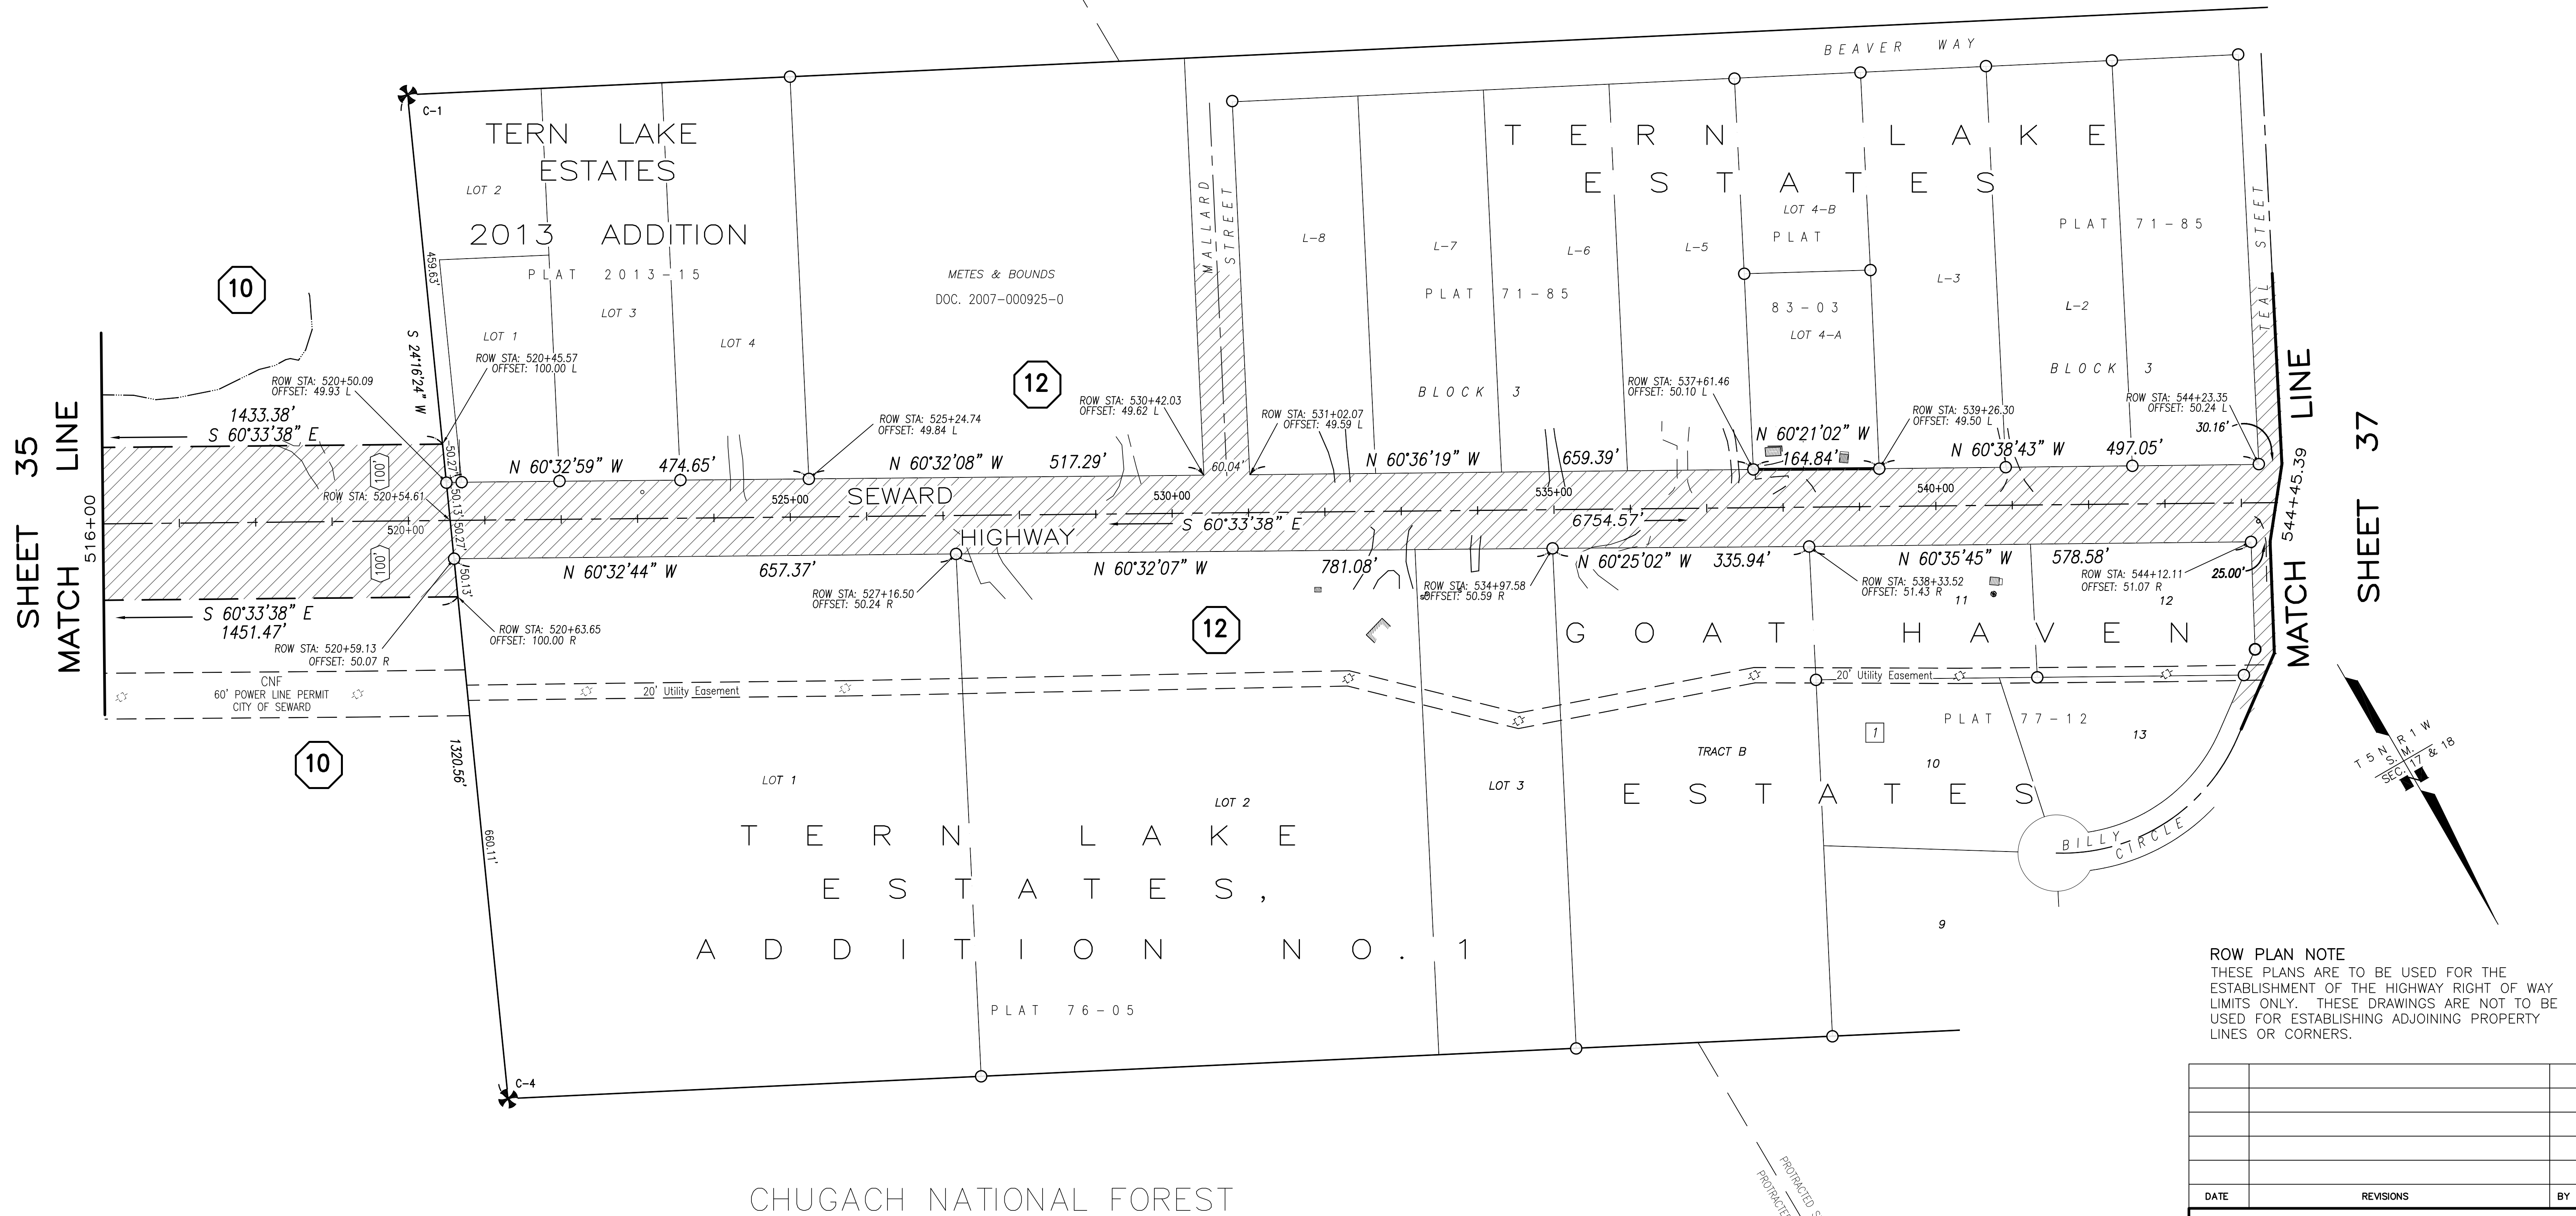 BEAVER WAY
C-1
TERN LAKE
ESTATES
LOT 2
2013 ADDITION
PLAT 2013-15
LOT 1
LOT 3
LOT 4
459.63'
S 24°16'24" W
METES & BOUNDS
DOC. 2007-000925-0
MALLARD
STREET
TERN LAKE
ESTATES
L-8
L-7
L-6
L-5
LOT 4-B
PLAT
83-03
LOT 4-A
L-3
L-2
PLAT 71-85
PLAT 71-85
BLOCK 3
BLOCK 3
TEAL STEET
10
12
SHEET 35
MATCH LINE
516+00
ROW STA: 520+45.57
OFFSET: 100.00 L
ROW STA: 520+50.09
OFFSET: 49.93 L
1433.38'
S 60°33'38" E
100'
50.27'
ROW STA: 520+54.61
50.13'
50.27'
520+00
100'
50.13'
S 60°33'38" E
1451.47'
ROW STA: 520+59.13
OFFSET: 50.07 R
ROW STA: 520+63.65
OFFSET: 100.00 R
N 60°32'59" W 474.65'
ROW STA: 525+24.74
OFFSET: 49.84 L
N 60°32'08" W 517.29'
ROW STA: 530+42.03
OFFSET: 49.62 L
60.04'
ROW STA: 531+02.07
OFFSET: 49.59 L
N 60°36'19" W 659.39'
ROW STA: 537+61.46
OFFSET: 50.10 L
N 60°21'02" W
164.84'
ROW STA: 539+26.30
OFFSET: 49.50 L
N 60°38'43" W 497.05'
ROW STA: 544+23.35
OFFSET: 50.24 L
30.16'
525+00
SEWARD
530+00
535+00
540+00
HIGHWAY
S 60°33'38" E
6754.57'
N 60°32'44" W 657.37'
ROW STA: 527+16.50
OFFSET: 50.24 R
N 60°32'07" W 781.08'
ROW STA: 534+97.58
OFFSET: 50.59 R
N 60°25'02" W 335.94'
ROW STA: 538+33.52
OFFSET: 51.43 R
N 60°35'45" W 578.58'
ROW STA: 544+12.11
OFFSET: 51.07 R
25.00'
MATCH LINE
544+45.39
SHEET 37
CNF
60' POWER LINE PERMIT
CITY OF SEWARD
20' Utility Easement
20' Utility Easement
10
12
11
12
GOAT HAVEN
ESTATES
PLAT 77-12
1
TRACT B
10
13
9
BILLY
CIRCLE
1320.56'
660.11'
LOT 1
LOT 2
LOT 3
TERN LAKE
ESTATES,
ADDITION NO. 1
PLAT 76-05
C-4
T 5 N R 1 W
S. M.
SEC. 17 & 18
ROW PLAN NOTE
THESE PLANS ARE TO BE USED FOR THE
ESTABLISHMENT OF THE HIGHWAY RIGHT OF WAY
LIMITS ONLY. THESE DRAWINGS ARE NOT TO BE
USED FOR ESTABLISHING ADJOINING PROPERTY
LINES OR CORNERS.
DATE REVISIONS BY
PROTRACTED
CHUGACH NATIONAL FOREST